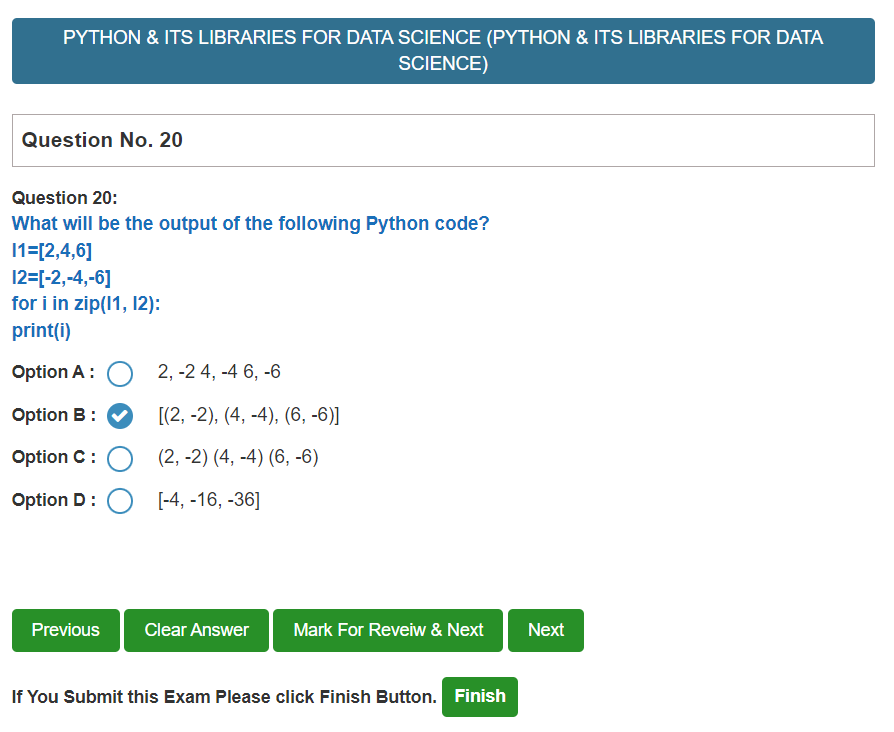 PYTHON & ITS LIBRARIES FOR DATA SCIENCE (PYTHON & ITS LIBRARIES FOR DATA
SCIENCE)
Question No. 20
Question 20:
What will be the output of the following Python code?
l1=[2,4,6]
l2=[-2,-4,-6]
for i in zip(l1, l2):
print(i)
Option A : 2, -2 4, -4 6, -6
Option B : [(2, -2), (4, -4), (6, -6)]
Option C : (2, -2) (4, -4) (6, -6)
Option D : [-4, -16, -36]
Previous Clear Answer Mark For Reveiw & Next Next
If You Submit this Exam Please click Finish Button. Finish